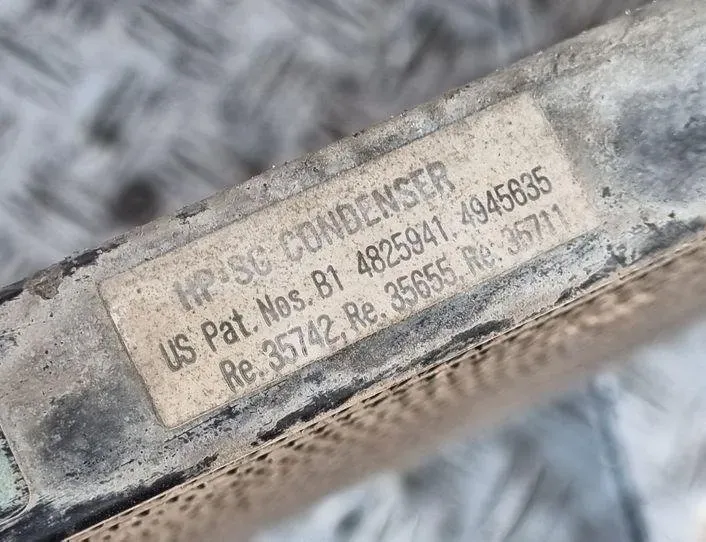 HP-SC CONDENSER
US Pat. Nos. B1 4825941, 4945635
Re. 35742, Re. 35655, Re. 35711